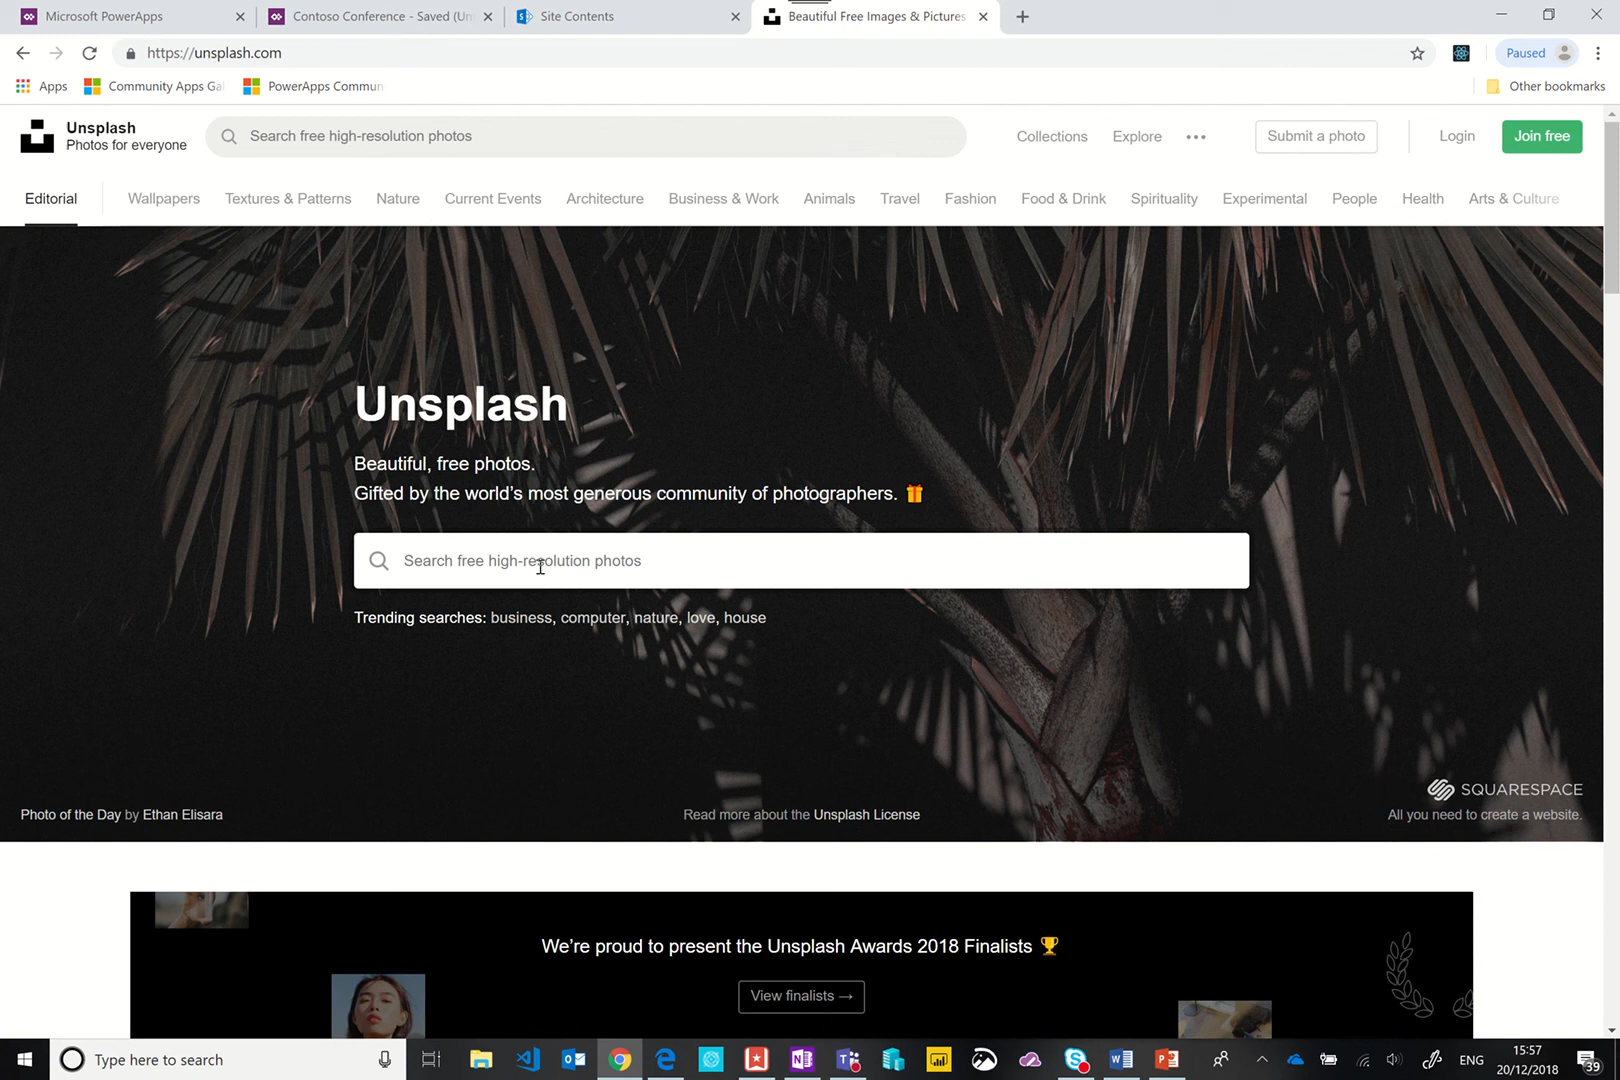 Microsoft PowerApps
Contoso Conference - Saved (Un
Site Contents
Beautiful Free Images & Pictures
https://unsplash.com
Paused
Apps
Community Apps Ga
PowerApps Commun
Other bookmarks
Unsplash
Photos for everyone
Search free high-resolution photos
Collections
Explore
Submit a photo
Login
Join free
Editorial
Wallpapers
Textures & Patterns
Nature
Current Events
Architecture
Business & Work
Animals
Travel
Fashion
Food & Drink
Spirituality
Experimental
People
Health
Arts & Culture
Unsplash
Beautiful, free photos.
Gifted by the world’s most generous community of photographers. 🎁
Search free high-resolution photos
Trending searches: business, computer, nature, love, house
SQUARESPACE
Photo of the Day by Ethan Elisara
Read more about the Unsplash License
All you need to create a website.
We’re proud to present the Unsplash Awards 2018 Finalists 🏆
View finalists →
Type here to search
ENG
15:57
20/12/2018
39